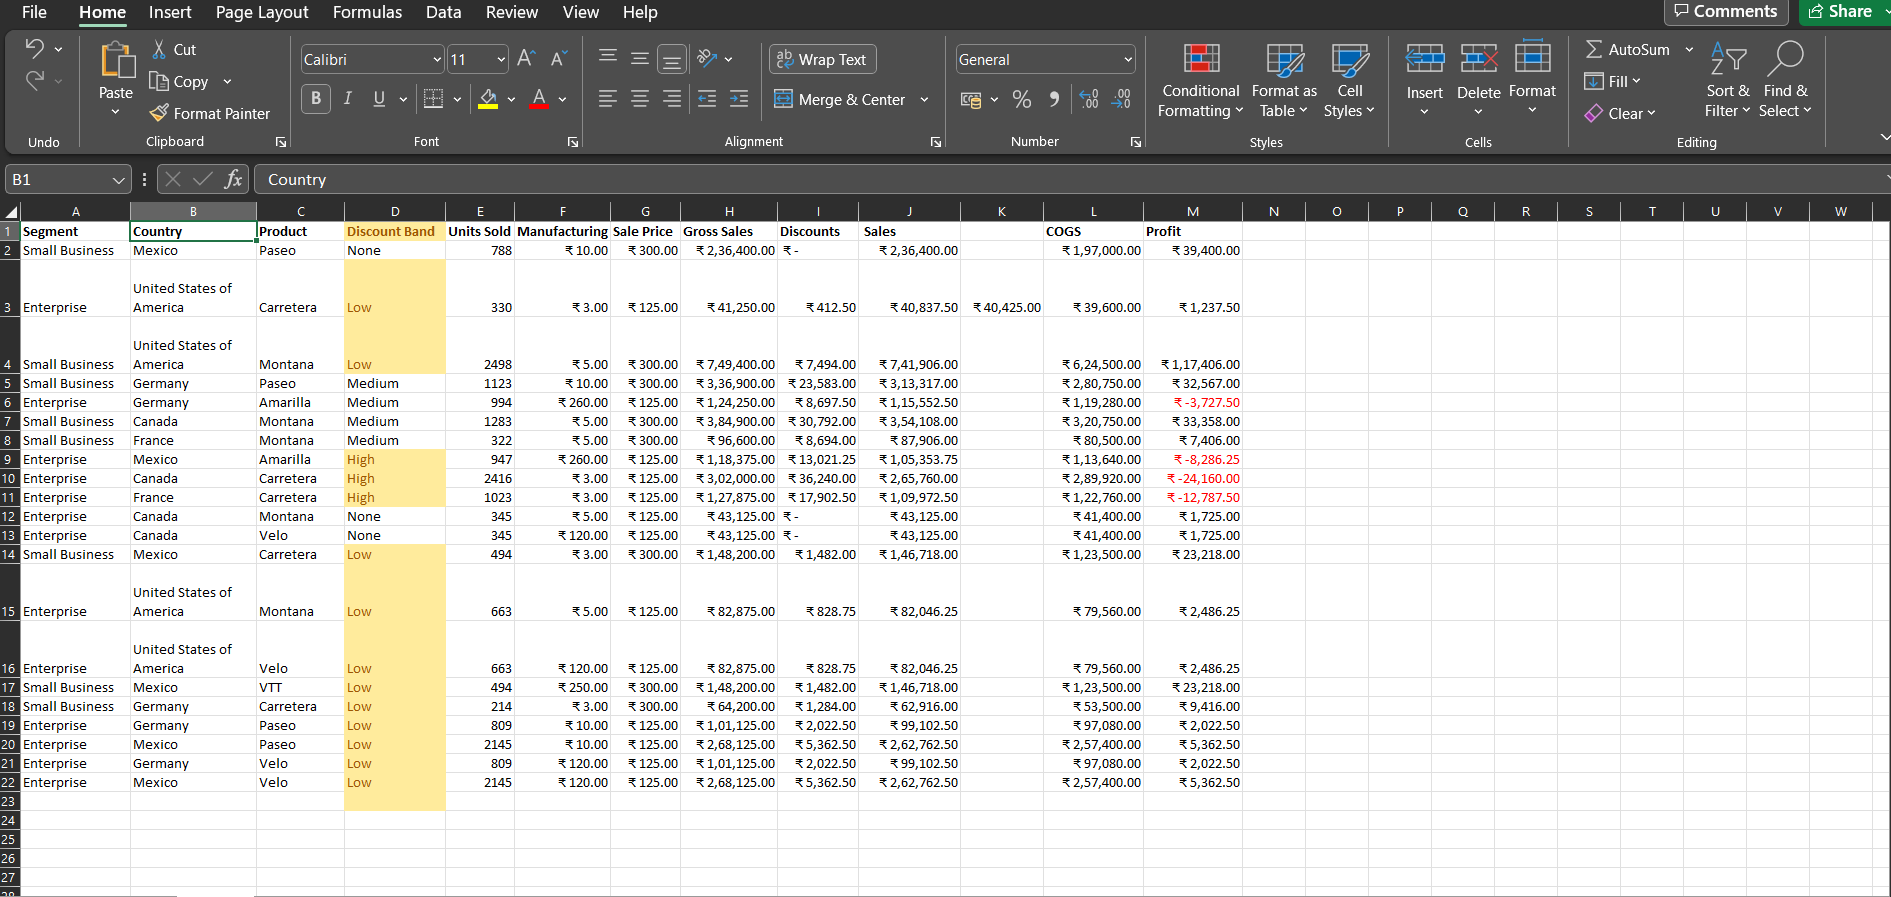 File Home Insert Page Layout Formulas Data Review View Help Comments Share
Cut
Copy
Format Painter
Paste
Undo Clipboard
Calibri 11 A A
B I U A
Font
ab Wrap Text
Merge & Center
Alignment
General
% .00
Number
Conditional Formatting
Format as Table
Cell Styles
Styles
Insert Delete Format
Cells
AutoSum
Fill
Clear
Sort & Filter
Find & Select
Editing
B1 fx Country
A B C D E F G H I J K L M N O P Q R S T U V W
1 Segment Country Product Discount Band Units Sold Manufacturing Sale Price Gross Sales Discounts Sales COGS Profit
2 Small Business Mexico Paseo None 788 ₹ 10.00 ₹ 300.00 ₹ 2,36,400.00 ₹ - ₹ 2,36,400.00 ₹ 1,97,000.00 ₹ 39,400.00
3 Enterprise United States of America Carretera Low 330 ₹ 3.00 ₹ 125.00 ₹ 41,250.00 ₹ 412.50 ₹ 40,837.50 ₹ 40,425.00 ₹ 39,600.00 ₹ 1,237.50
4 Small Business United States of America Montana Low 2498 ₹ 5.00 ₹ 300.00 ₹ 7,49,400.00 ₹ 7,494.00 ₹ 7,41,906.00 ₹ 6,24,500.00 ₹ 1,17,406.00
5 Small Business Germany Paseo Medium 1123 ₹ 10.00 ₹ 300.00 ₹ 3,36,900.00 ₹ 23,583.00 ₹ 3,13,317.00 ₹ 2,80,750.00 ₹ 32,567.00
6 Enterprise Germany Amarilla Medium 994 ₹ 260.00 ₹ 125.00 ₹ 1,24,250.00 ₹ 8,697.50 ₹ 1,15,552.50 ₹ 1,19,280.00 ₹ -3,727.50
7 Small Business Canada Montana Medium 1283 ₹ 5.00 ₹ 300.00 ₹ 3,84,900.00 ₹ 30,792.00 ₹ 3,54,108.00 ₹ 3,20,750.00 ₹ 33,358.00
8 Small Business France Montana Medium 322 ₹ 5.00 ₹ 300.00 ₹ 96,600.00 ₹ 8,694.00 ₹ 87,906.00 ₹ 80,500.00 ₹ 7,406.00
9 Enterprise Mexico Amarilla High 947 ₹ 260.00 ₹ 125.00 ₹ 1,18,375.00 ₹ 13,021.25 ₹ 1,05,353.75 ₹ 1,13,640.00 ₹ -8,286.25
10 Enterprise Canada Carretera High 2416 ₹ 3.00 ₹ 125.00 ₹ 3,02,000.00 ₹ 36,240.00 ₹ 2,65,760.00 ₹ 2,89,920.00 ₹ -24,160.00
11 Enterprise France Carretera High 1023 ₹ 3.00 ₹ 125.00 ₹ 1,27,875.00 ₹ 17,902.50 ₹ 1,09,972.50 ₹ 1,22,760.00 ₹ -12,787.50
12 Enterprise Canada Montana None 345 ₹ 5.00 ₹ 125.00 ₹ 43,125.00 ₹ - ₹ 43,125.00 ₹ 41,400.00 ₹ 1,725.00
13 Enterprise Canada Velo None 345 ₹ 120.00 ₹ 125.00 ₹ 43,125.00 ₹ - ₹ 43,125.00 ₹ 41,400.00 ₹ 1,725.00
14 Small Business Mexico Carretera Low 494 ₹ 3.00 ₹ 300.00 ₹ 1,48,200.00 ₹ 1,482.00 ₹ 1,46,718.00 ₹ 1,23,500.00 ₹ 23,218.00
15 Enterprise United States of America Montana Low 663 ₹ 5.00 ₹ 125.00 ₹ 82,875.00 ₹ 828.75 ₹ 82,046.25 ₹ 79,560.00 ₹ 2,486.25
16 Enterprise United States of America Velo Low 663 ₹ 120.00 ₹ 125.00 ₹ 82,875.00 ₹ 828.75 ₹ 82,046.25 ₹ 79,560.00 ₹ 2,486.25
17 Small Business Mexico VTT Low 494 ₹ 250.00 ₹ 300.00 ₹ 1,48,200.00 ₹ 1,482.00 ₹ 1,46,718.00 ₹ 1,23,500.00 ₹ 23,218.00
18 Small Business Germany Carretera Low 214 ₹ 3.00 ₹ 300.00 ₹ 64,200.00 ₹ 1,284.00 ₹ 62,916.00 ₹ 53,500.00 ₹ 9,416.00
19 Enterprise Germany Paseo Low 809 ₹ 10.00 ₹ 125.00 ₹ 1,01,125.00 ₹ 2,022.50 ₹ 99,102.50 ₹ 97,080.00 ₹ 2,022.50
20 Enterprise Mexico Paseo Low 2145 ₹ 10.00 ₹ 125.00 ₹ 2,68,125.00 ₹ 5,362.50 ₹ 2,62,762.50 ₹ 2,57,400.00 ₹ 5,362.50
21 Enterprise Germany Velo Low 809 ₹ 120.00 ₹ 125.00 ₹ 1,01,125.00 ₹ 2,022.50 ₹ 99,102.50 ₹ 97,080.00 ₹ 2,022.50
22 Enterprise Mexico Velo Low 2145 ₹ 120.00 ₹ 125.00 ₹ 2,68,125.00 ₹ 5,362.50 ₹ 2,62,762.50 ₹ 2,57,400.00 ₹ 5,362.50
23
24
25
26
27